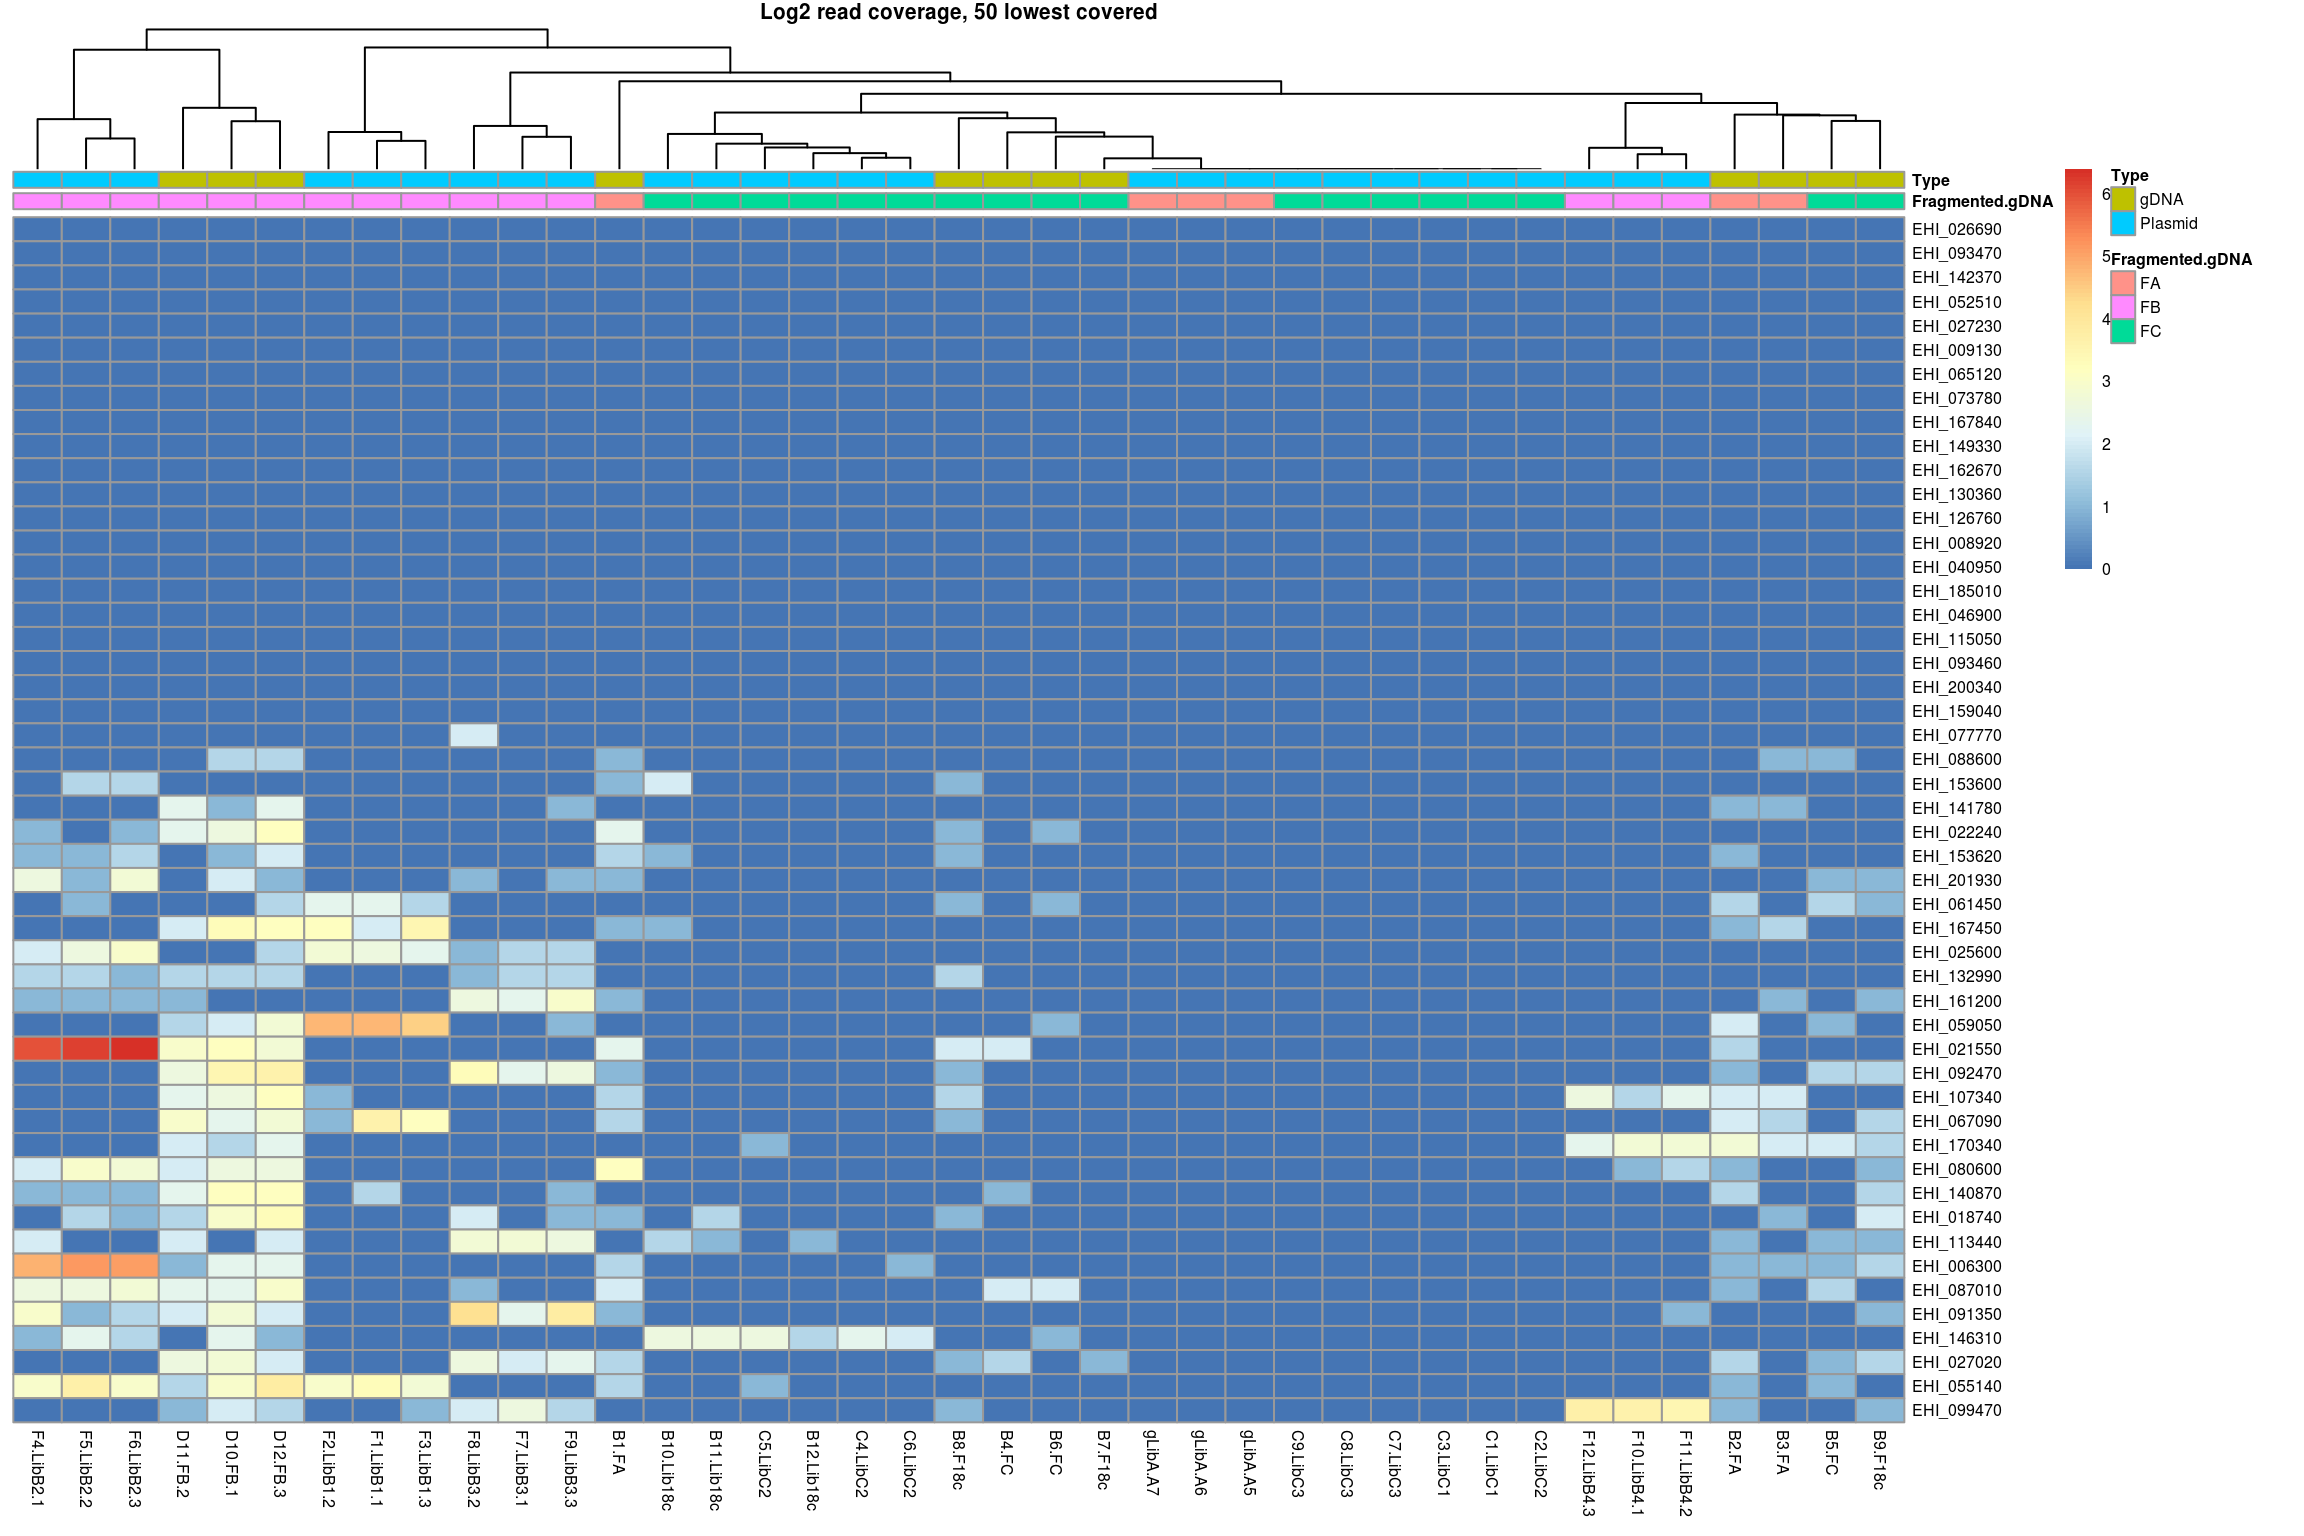 Log2 read coverage, 50 lowest covered
Type
Fragmented.gDNA
EHI_026690
EHI_093470
EHI_142370
EHI_052510
EHI_027230
EHI_009130
EHI_065120
EHI_073780
EHI_167840
EHI_149330
EHI_162670
EHI_130360
EHI_126760
EHI_008920
EHI_040950
EHI_185010
EHI_046900
EHI_115050
EHI_093460
EHI_200340
EHI_159040
EHI_077770
EHI_088600
EHI_153600
EHI_141780
EHI_022240
EHI_153620
EHI_201930
EHI_061450
EHI_167450
EHI_025600
EHI_132990
EHI_161200
EHI_059050
EHI_021550
EHI_092470
EHI_107340
EHI_067090
EHI_170340
EHI_080600
EHI_140870
EHI_018740
EHI_113440
EHI_006300
EHI_087010
EHI_091350
EHI_146310
EHI_027020
EHI_055140
EHI_099470
F4.LibB2.1
F5.LibB2.2
F6.LibB2.3
D11.FB.2
D10.FB.1
D12.FB.3
F2.LibB1.2
F1.LibB1.1
F3.LibB1.3
F8.LibB3.2
F7.LibB3.1
F9.LibB3.3
B1.FA
B10.Lib18c
B11.Lib18c
C5.LibC2
B12.Lib18c
C4.LibC2
C6.LibC2
B8.F18c
B4.FC
B6.FC
B7.F18c
gLibA.A7
gLibA.A6
gLibA.A5
C9.LibC3
C8.LibC3
C7.LibC3
C3.LibC1
C1.LibC1
C2.LibC2
F12.LibB4.3
F10.LibB4.1
F11.LibB4.2
B2.FA
B3.FA
B5.FC
B9.F18c
6
5
4
3
2
1
0
Type
gDNA
Plasmid
Fragmented.gDNA
FA
FB
FC